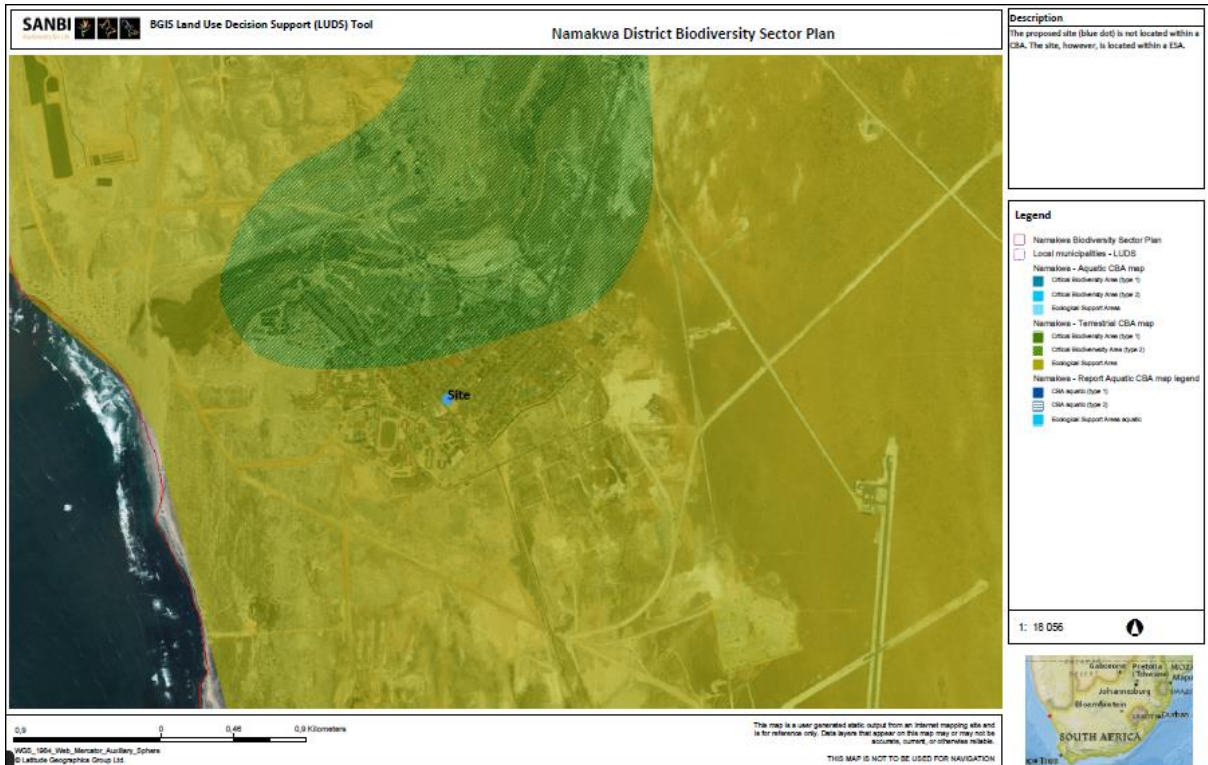 SANBI
BGIS Land Use Decision Support (LUDS) Tool
Namakwa District Biodiversity Sector Plan
Description
The proposed site (blue dot) is not located within a
CBA. The site, however, is located within a ESA.
Site
Legend
Namakwa Biodiversity Sector Plan
Local municipalities - LUDS
Namakwa - Aquatic CBA map
Critical Biodiversity Area (type 1)
Critical Biodiversity Area (type 2)
Ecological Support Areas
Namakwa - Terrestrial CBA map
Critical Biodiversity Area (type 1)
Critical Biodiversity Area (type 2)
Ecological Support Area
Namakwa - Report Aquatic CBA map legend
CBA aquatic (type 1)
CBA aquatic (type 2)
Ecological Support Areas aquatic
1: 18 056
Gaborone Pretoria MOZA
Johannesburg
Bloemfontein
Durban
SOUTH AFRICA
0,9 0 0,46 0,9 Kilometers
WGS_1984_Web_Mercator_Auxiliary_Sphere
© Latitude Geographics Group Ltd.
This map is a user generated static output from an Internet mapping site and
is for reference only. Data layers that appear on this map may or may not be
accurate, current, or otherwise reliable.
THIS MAP IS NOT TO BE USED FOR NAVIGATION